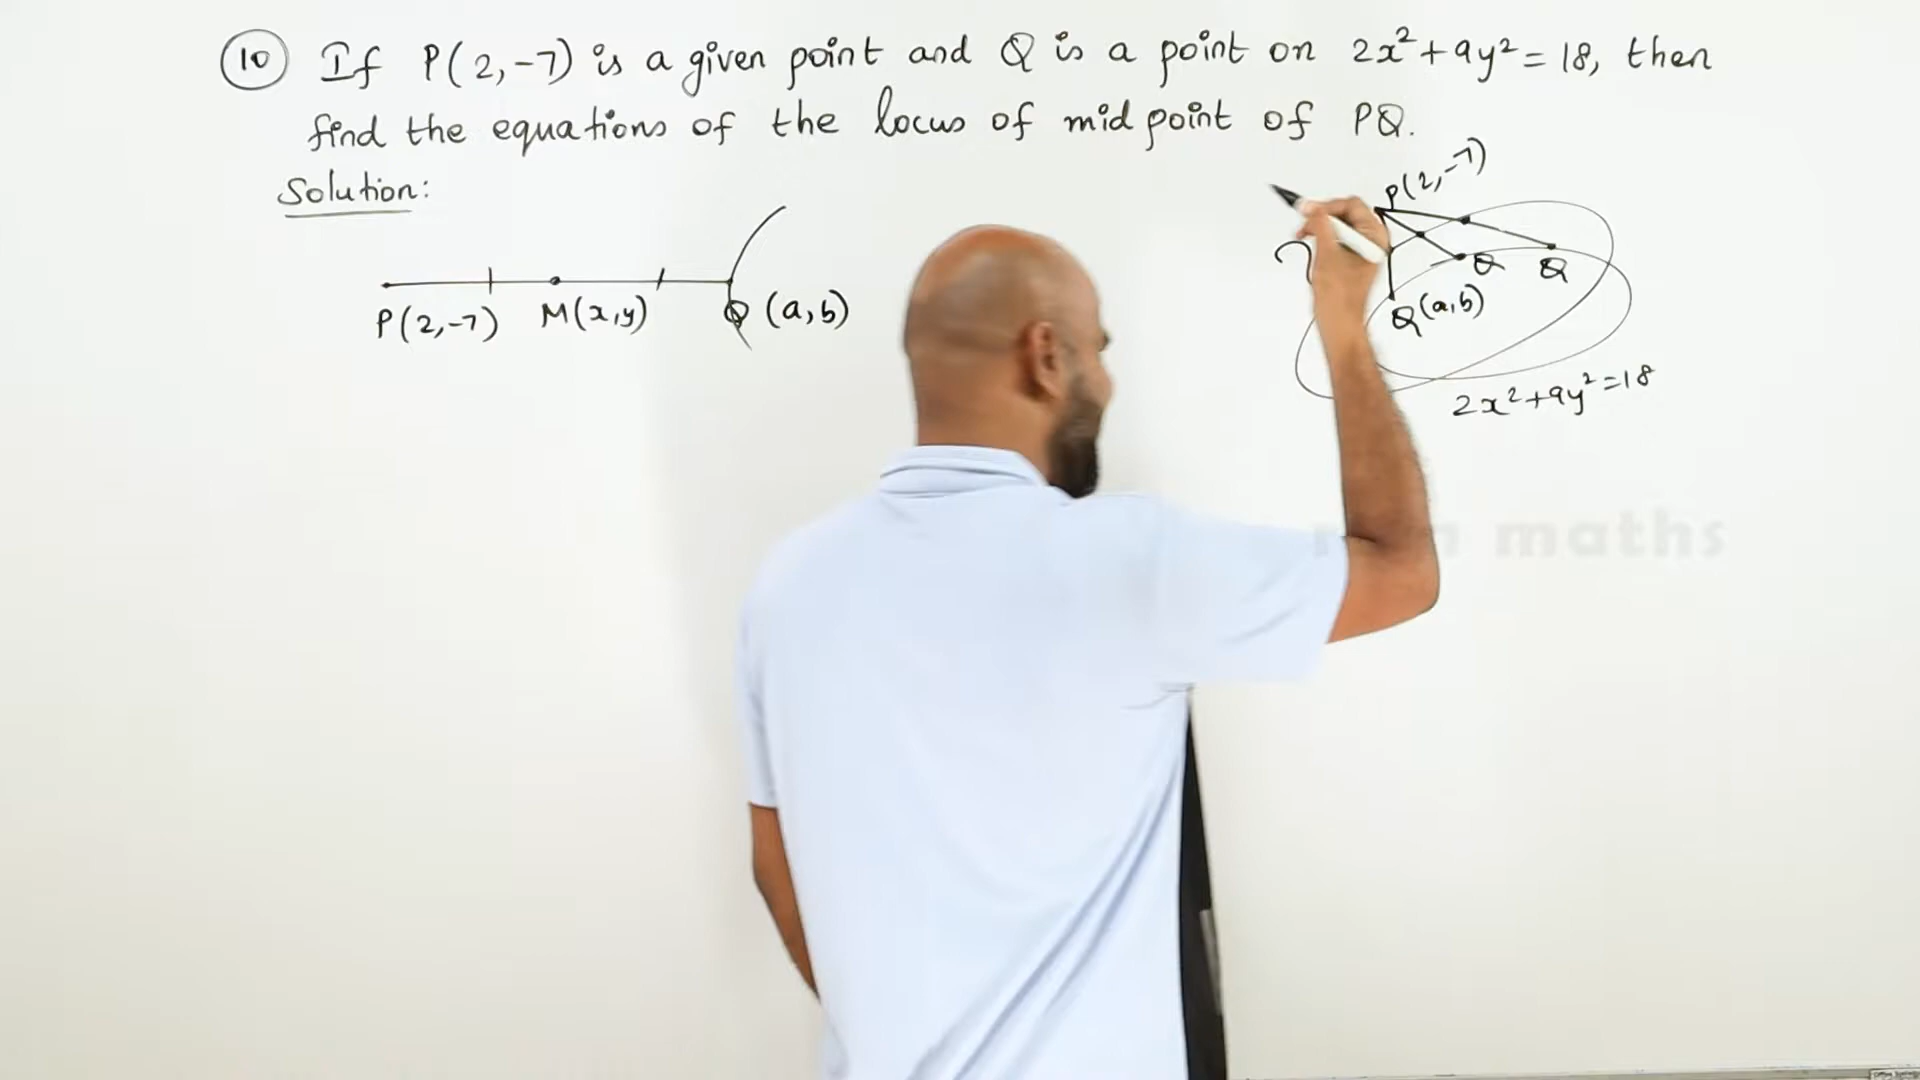 10 If P(2,-7) is a given point and Q is a point on 2x²+9y²=18, then
find the equations of the locus of mid point of PQ.
Solution:
P(2,-7)
P(2,-7) M(x,y) Q (a,b)
Q Q
Q(a,b)
2x²+9y²=18
maths